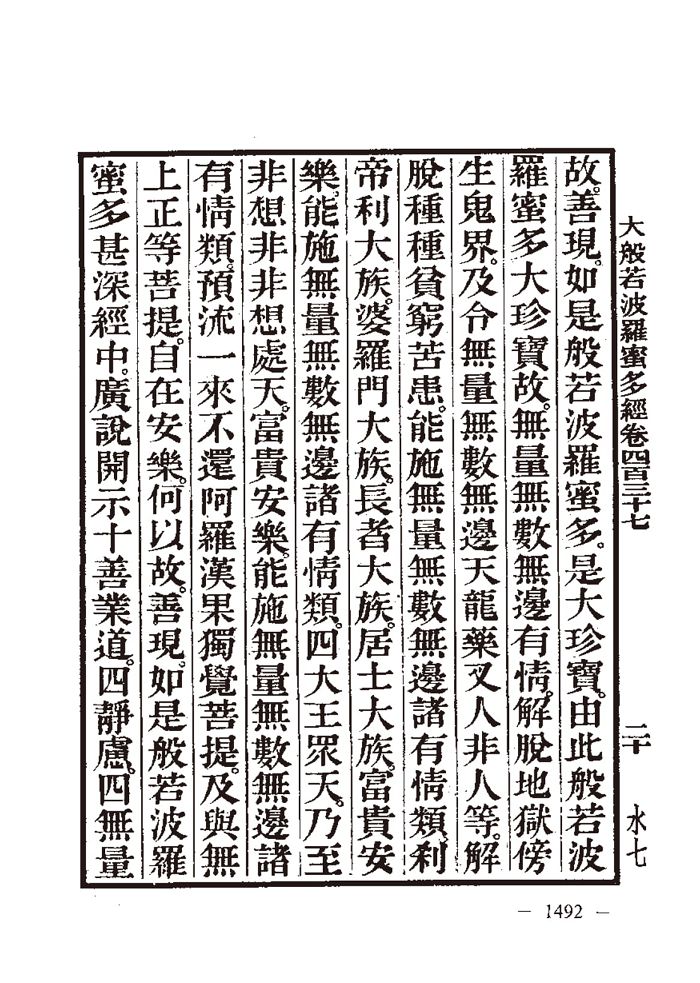 大般若波羅蜜多經卷四百三十七
二十
水七
故。善現。如是般若波羅蜜多。是大珍寶。由此般若波
羅蜜多大珍寶故。無量無數無邊有情。解脫地獄傍
生鬼界。及令無量無數無邊天龍藥叉人非人等。解
脫種種貧窮苦患。能施無量無數無邊諸有情類。剎
帝利大族。婆羅門大族。長者大族。居士大族。富貴安
樂。能施無量無數無邊諸有情類。四大王眾天。乃至
非想非非想處天。富貴安樂。能施無量無數無邊諸
有情類。預流一來不還阿羅漢果獨覺菩提。及與無
上正等菩提。自在安樂。何以故。善現。如是般若波羅
蜜多甚深經中。廣說開示十善業道。四靜慮。四無量
— 1492 —